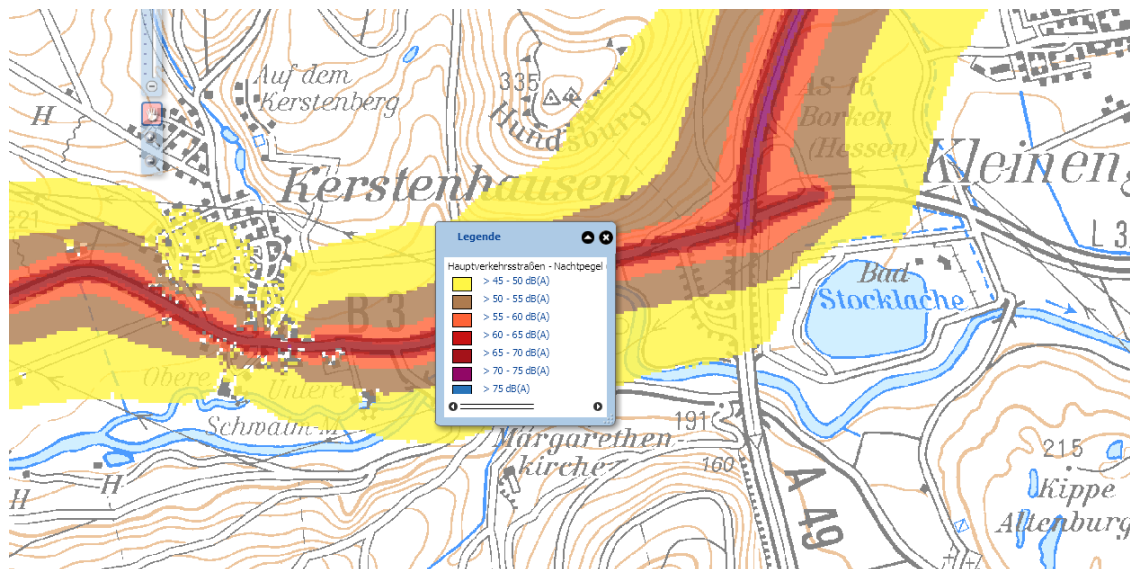 Auf dem
Kerstenberg
H
335
Hundsburg
AS-16
Borken
(Hessen)
Kerstenhausen
Kleineng
221
L 3
Legende
Hauptverkehrsstraßen - Nachtpegel
> 45 - 50 dB(A)
> 50 - 55 dB(A)
> 55 - 60 dB(A)
> 60 - 65 dB(A)
> 65 - 70 dB(A)
> 70 - 75 dB(A)
> 75 dB(A)
Bad
Stocklache
B 3
Obere
Untere
Schwalm-M
Margarethen-
kirche
191
160
A 49
215
Kippe
Altenburg
H
H